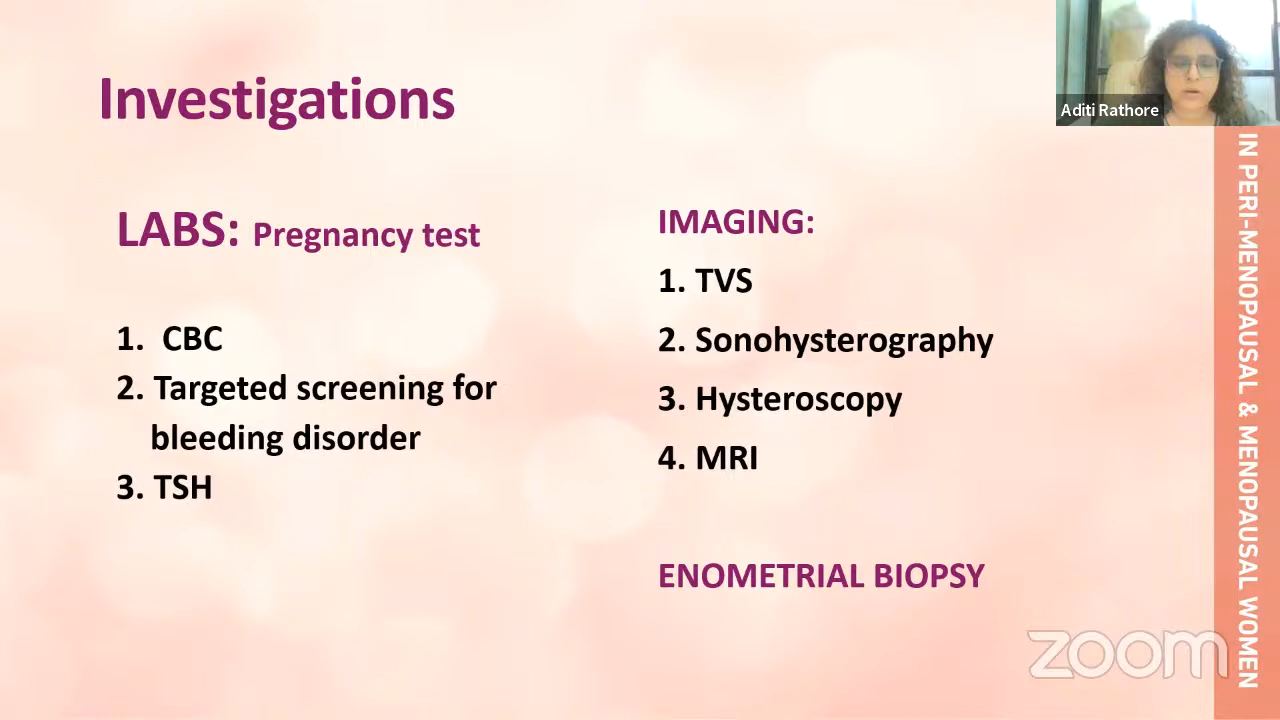 Investigations
Aditi Rathore
LABS: Pregnancy test
1. CBC
2. Targeted screening for
bleeding disorder
3. TSH
IMAGING:
1. TVS
2. Sonohysterography
3. Hysteroscopy
4. MRI
ENOMETRIAL BIOPSY
IN PERI-MENOPAUSAL & MENOPAUSAL WOMEN
zoom